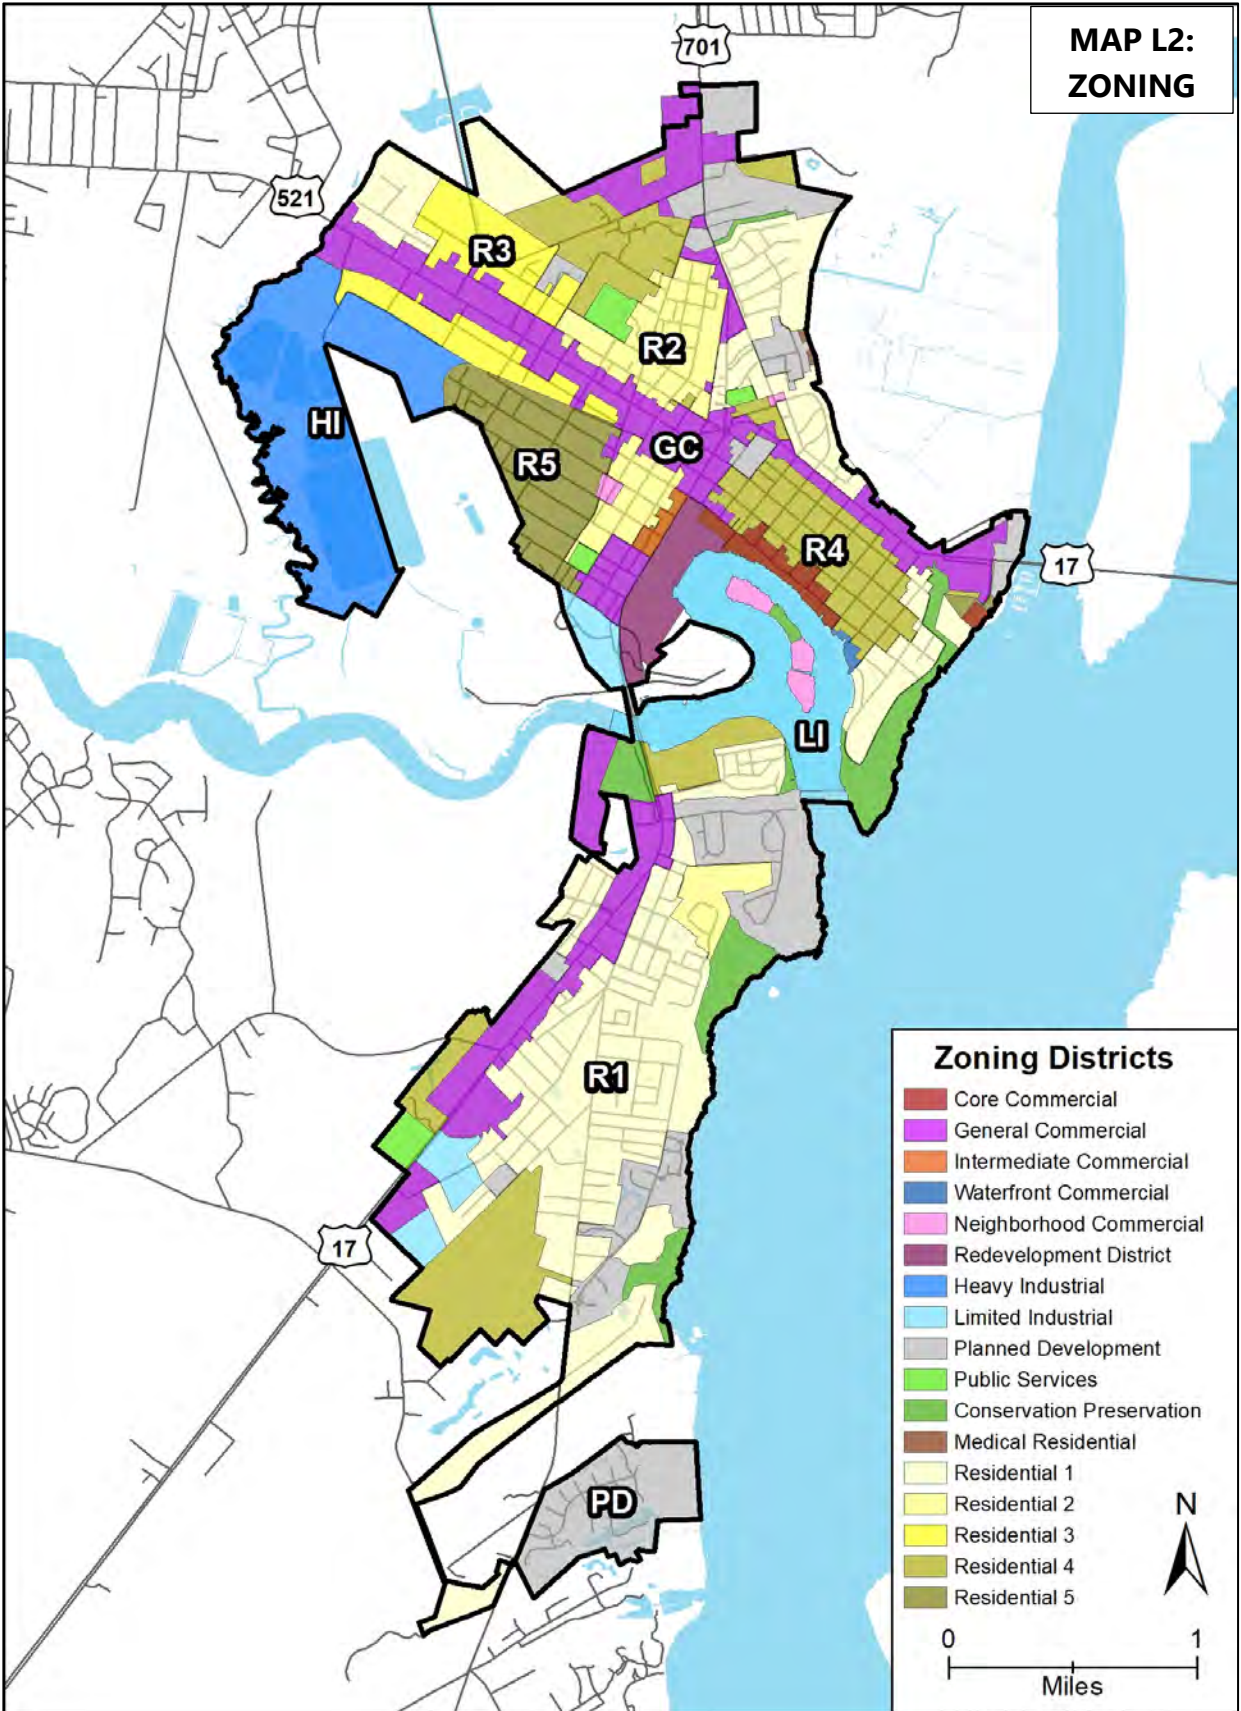 MAP L2:
ZONING
701
521
R3
R2
HI
GC
R5
R4
17
LI
R1
17
PD
Zoning Districts
Core Commercial
General Commercial
Intermediate Commercial
Waterfront Commercial
Neighborhood Commercial
Redevelopment District
Heavy Industrial
Limited Industrial
Planned Development
Public Services
Conservation Preservation
Medical Residential
Residential 1
Residential 2
Residential 3
Residential 4
Residential 5
N
0 1
Miles